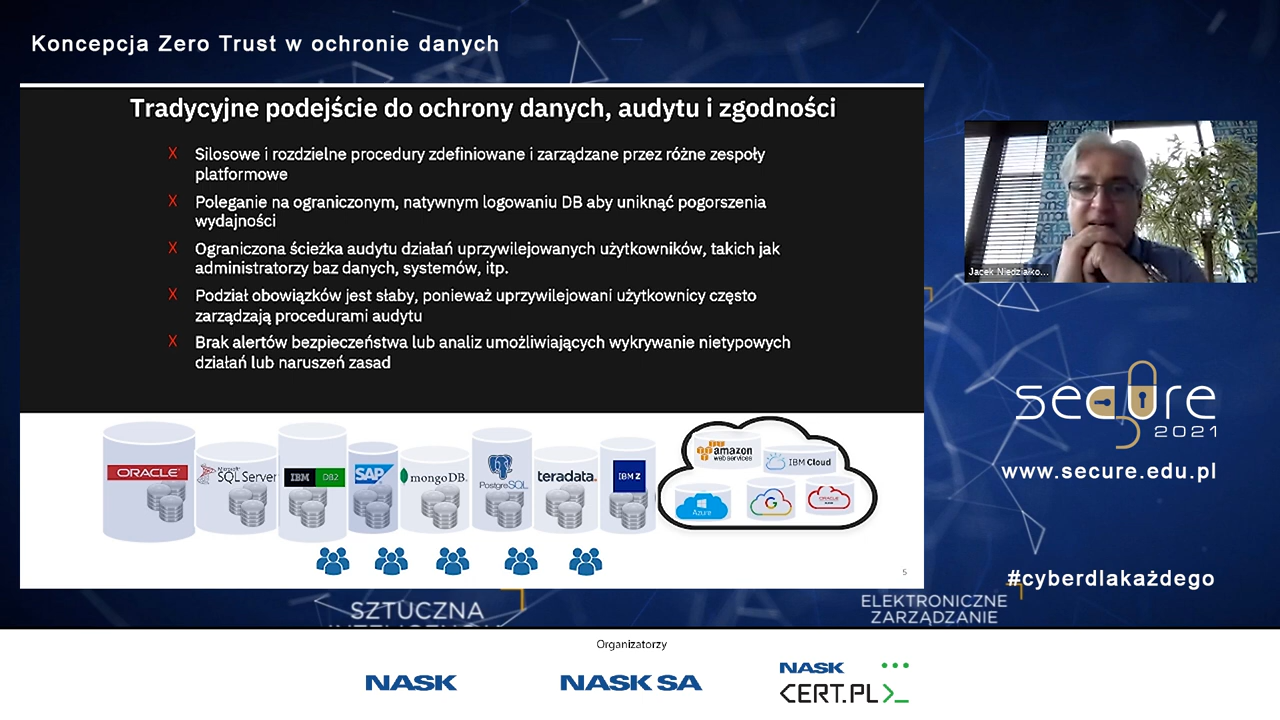 Koncepcja Zero Trust w ochronie danych
Tradycyjne podejście do ochrony danych, audytu i zgodności
X Silosowe i rozdzielne procedury zdefiniowane i zarządzane przez różne zespoły
platformowe
X Poleganie na ograniczonym, natywnym logowaniu DB aby uniknąć pogorszenia
wydajności
X Ograniczona ścieżka audytu działań uprzywilejowanych użytkowników, takich jak
administratorzy baz danych, systemów, itp.
X Podział obowiązków jest słaby, ponieważ uprzywilejowani użytkownicy często
zarządzają procedurami audytu
X Brak alertów bezpieczeństwa lub analiz umożliwiających wykrywanie nietypowych
działań lub naruszeń zasad
ORACLE
Microsoft
SQL Server
IBM DB2
SAP
mongoDB
PostgreSQL
teradata.
IBM Z
amazon
web services
IBM Cloud
Azure
ORACLE
5
Jacek Niedziałko...
secure
2021
www.secure.edu.pl
#cyberdlakażdego
SZTUCZNA
ELEKTRONICZNE
ZARZĄDZANIE
Organizatorzy
NASK
NASK SA
NASK
CERT.PL>_